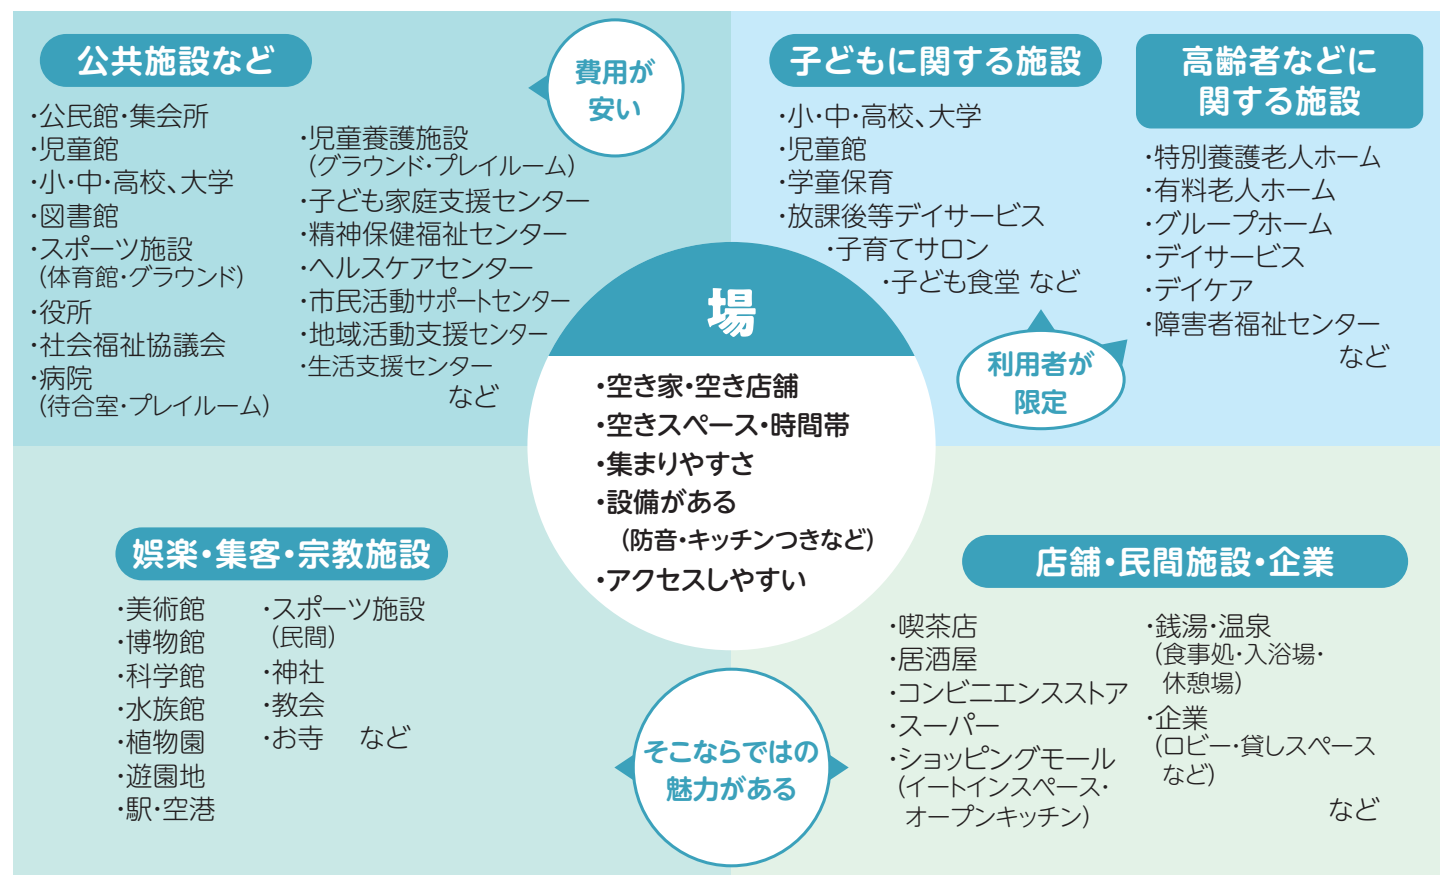 公共施設など
・公民館・集会所
・児童館
・小・中・高校、大学
・図書館
・スポーツ施設
(体育館・グラウンド)
・役所
・社会福祉協議会
・病院
(待合室・プレイルーム)
・児童養護施設
(グラウンド・プレイルーム)
・子ども家庭支援センター
・精神保健福祉センター
・ヘルスケアセンター
・市民活動サポートセンター
・地域活動支援センター
・生活支援センター
など
費用が
安い
子どもに関する施設
・小・中・高校、大学
・児童館
・学童保育
・放課後等デイサービス
・子育てサロン
・子ども食堂 など
高齢者などに
関する施設
・特別養護老人ホーム
・有料老人ホーム
・グループホーム
・デイサービス
・デイケア
・障害者福祉センター
など
利用者が
限定
場
・空き家・空き店舗
・空きスペース・時間帯
・集まりやすさ
・設備がある
(防音・キッチンつきなど)
・アクセスしやすい
娯楽・集客・宗教施設
・美術館
・博物館
・科学館
・水族館
・植物園
・遊園地
・駅・空港
・スポーツ施設
(民間)
・神社
・教会
・お寺 など
そこならではの
魅力がある
店舗・民間施設・企業
・喫茶店
・居酒屋
・コンビニエンスストア
・スーパー
・ショッピングモール
(イートインスペース・
オープンキッチン)
・銭湯・温泉
(食事処・入浴場・
休憩場)
・企業
(ロビー・貸しスペース
など)
など